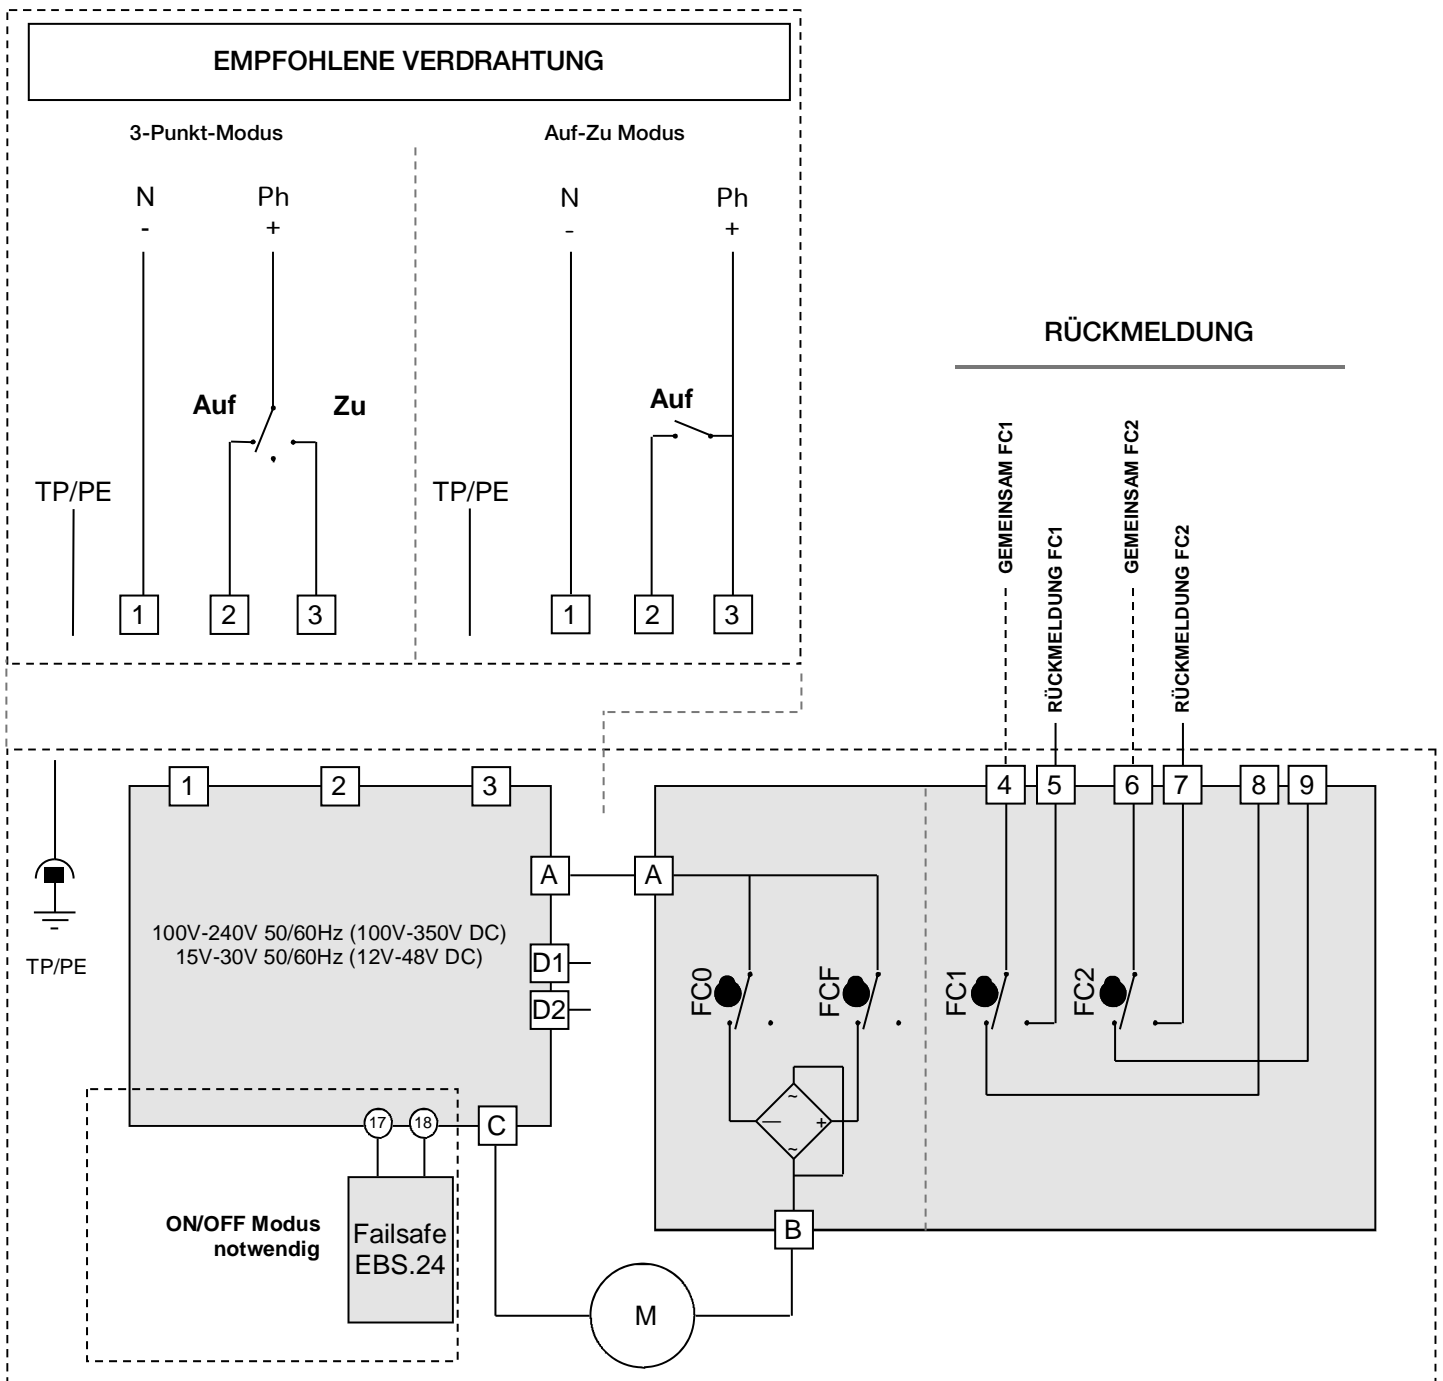 EMPFOHLENE VERDRAHTUNG
3-Punkt-Modus
Auf-Zu Modus
N
Ph
-
+
N
Ph
-
+
Auf
Zu
Auf
TP/PE
TP/PE
1
2
3
1
2
3
RÜCKMELDUNG
GEMEINSAM FC1
RÜCKMELDUNG FC1
GEMEINSAM FC2
RÜCKMELDUNG FC2
1
2
3
4
5
6
7
8
9
A
A
100V-240V 50/60Hz (100V-350V DC)
15V-30V 50/60Hz (12V-48V DC)
TP/PE
D1
D2
FC0
FCF
FC1
FC2
~
—
+
~
17
18
C
B
ON/OFF Modus
notwendig
Failsafe
EBS.24
M